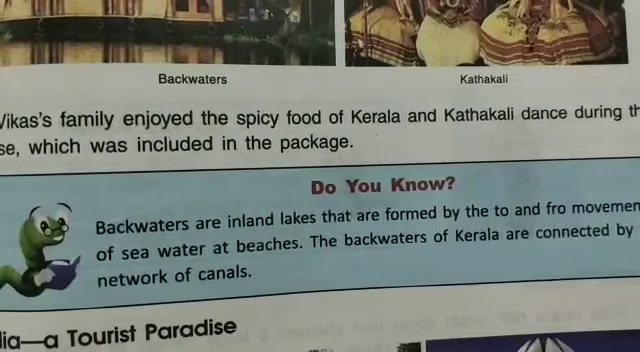 Backwaters
Kathakali
Vikas's family enjoyed the spicy food of Kerala and Kathakali dance during
se, which was included in the package.
Do You Know?
Backwaters are inland lakes that are formed by the to and fro movemen
of sea water at beaches. The backwaters of Kerala are connected by
network of canals.
dia—a Tourist Paradise